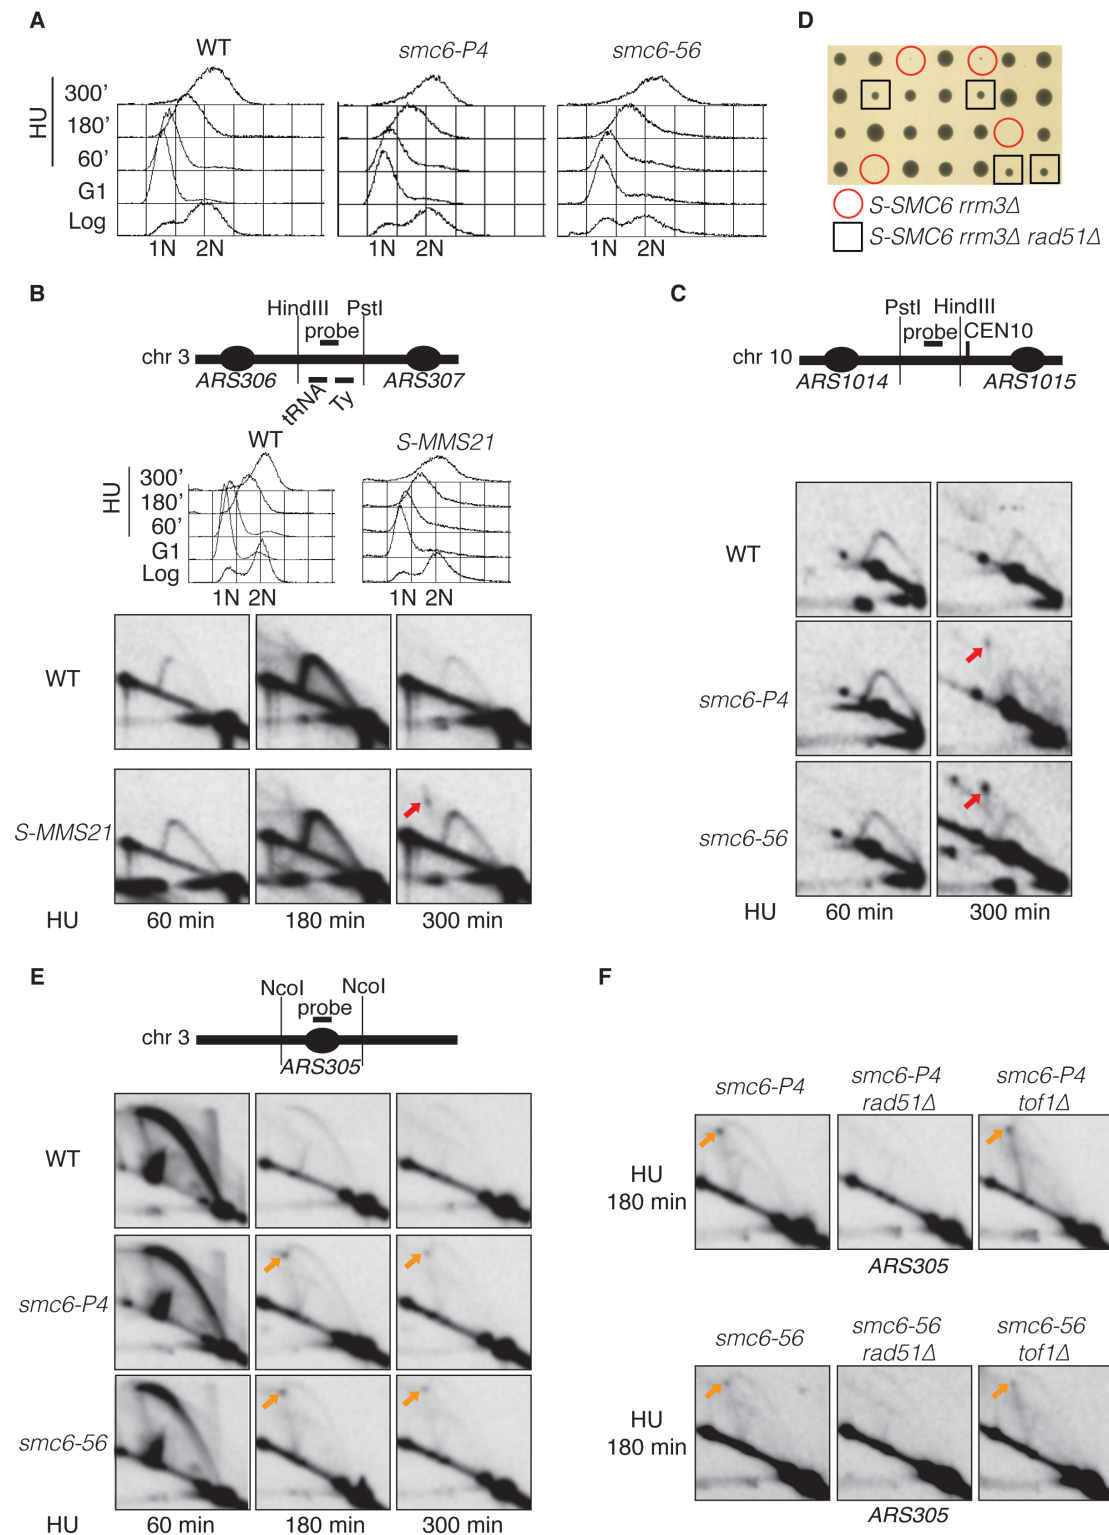 A
WT
smc6-P4
smc6-56
HU
300'
180'
60'
G1
Log
1N 2N
1N 2N
1N 2N
D
S-SMC6 rrm3Δ
S-SMC6 rrm3Δ rad51Δ
B
HindIII PstI
probe
chr 3
ARS306
ARS307
tRNA
Ty
WT
S-MMS21
HU
300'
180'
60'
G1
Log
1N 2N
1N 2N
WT
S-MMS21
HU 60 min 180 min 300 min
C
PstI HindIII
probe CEN10
chr 10
ARS1014
ARS1015
WT
smc6-P4
smc6-56
HU 60 min 300 min
E
NcoI NcoI
probe
chr 3
ARS305
WT
smc6-P4
smc6-56
HU 60 min 180 min 300 min
F
smc6-P4
smc6-P4
rad51Δ
smc6-P4
tof1Δ
HU
180 min
ARS305
smc6-56
smc6-56
rad51Δ
smc6-56
tof1Δ
HU
180 min
ARS305